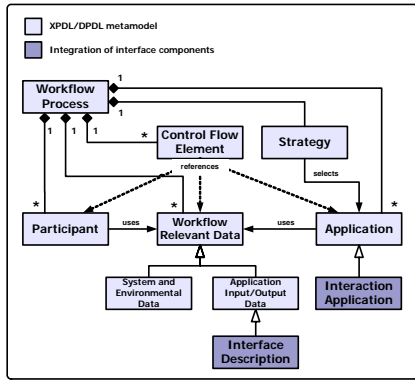 XPDL/DPDL metamodel
Integration of interface components
Workflow
Process
1
1
1
1
1
*
Control Flow
Element
Strategy
references
selects
*
*
*
Participant
uses
Workflow
Relevant Data
uses
Application
System and
Environmental
Data
Application
Input/Output
Data
Interaction
Application
Interface
Description